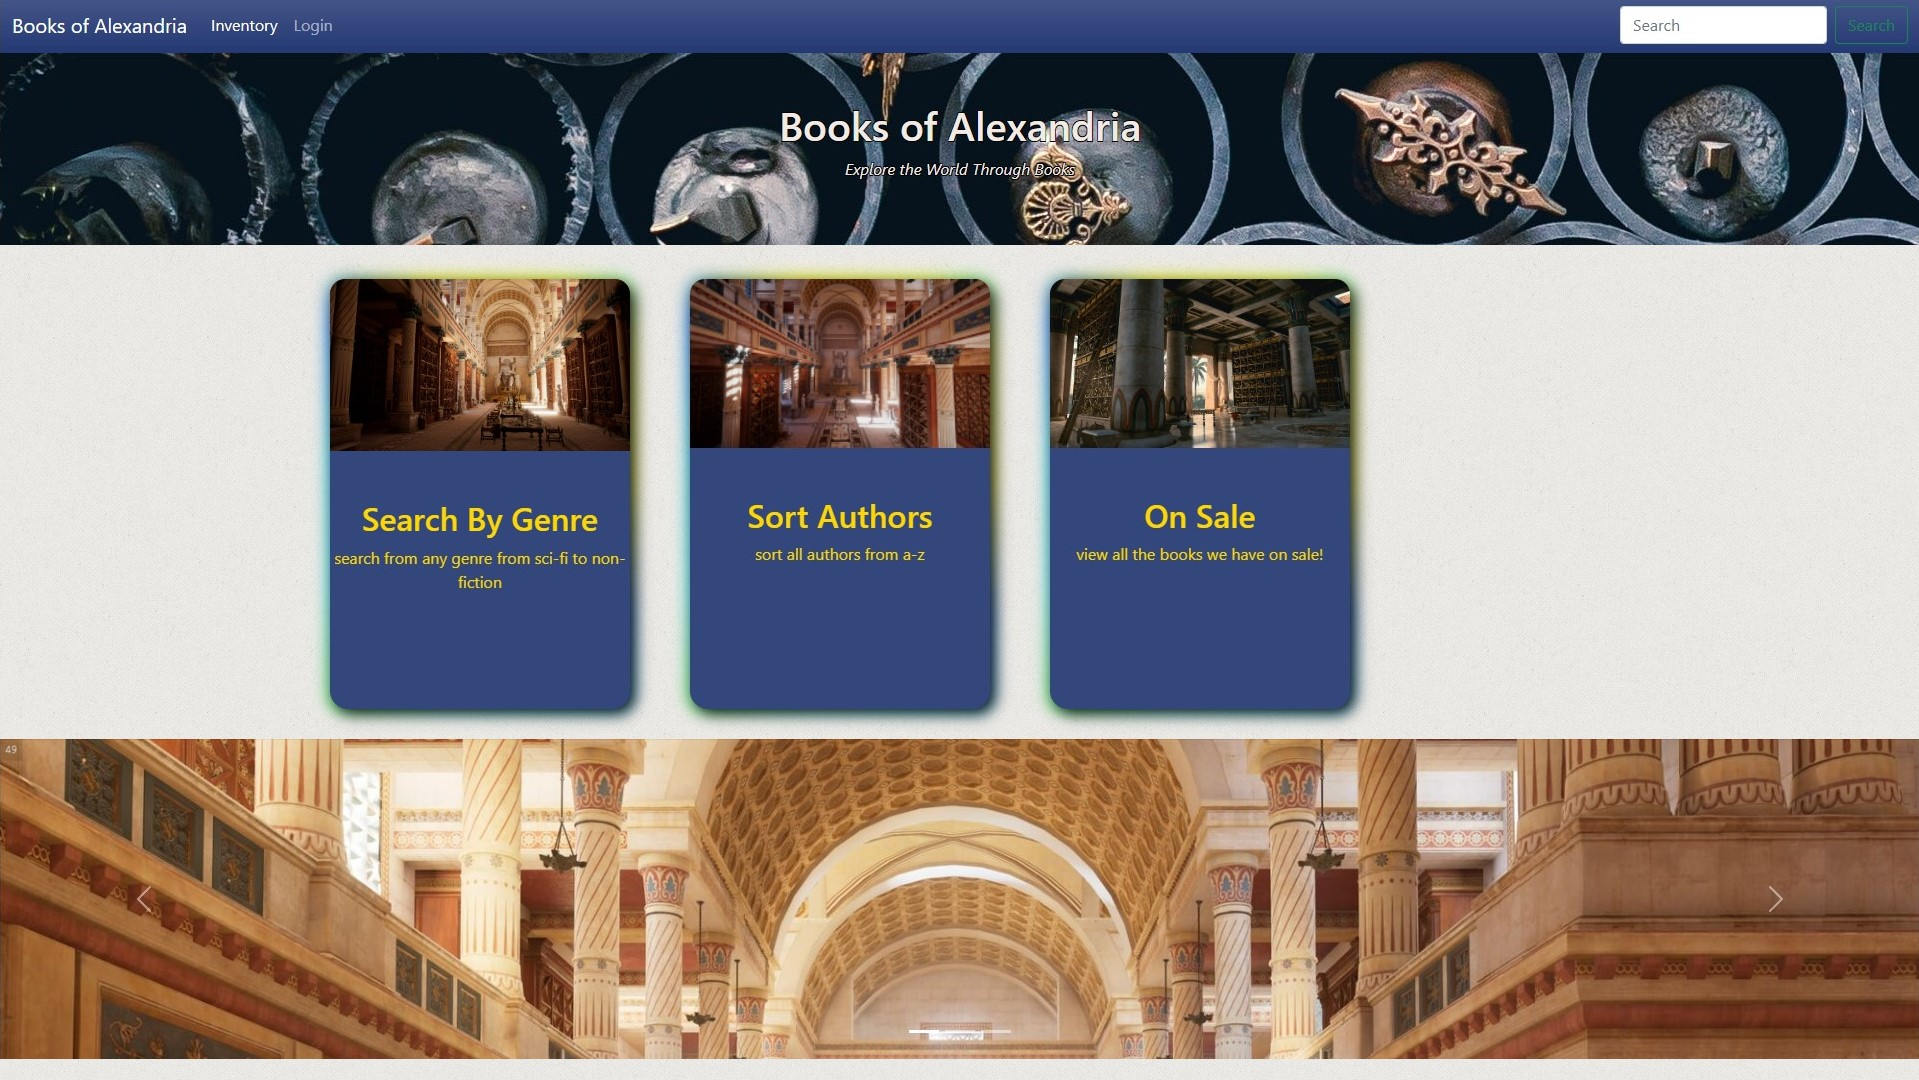 Books of Alexandria
Inventory
Login
Search
Search
Books of Alexandria
Explore the World Through Books
Search By Genre
search from any genre from sci-fi to non-
fiction
Sort Authors
sort all authors from a-z
On Sale
view all the books we have on sale!
49